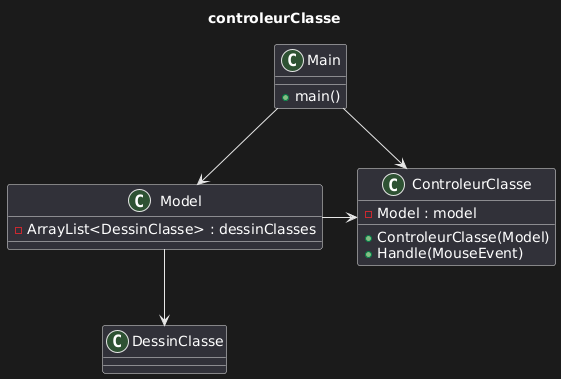 controleurClasse
C Main
main()
C Model
ArrayList<DessinClasse> : dessinClasses
C ControleurClasse
Model : model
ControleurClasse(Model)
Handle(MouseEvent)
C DessinClasse